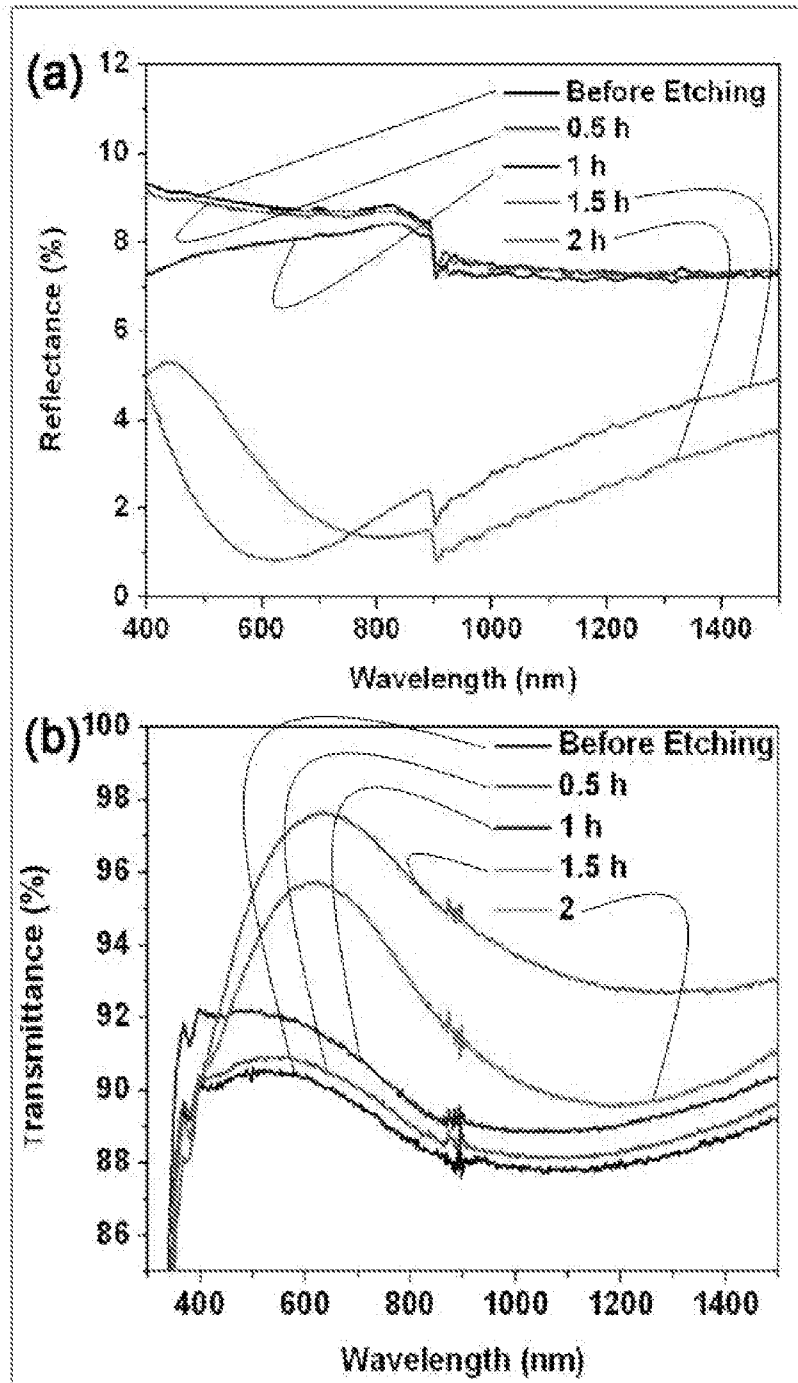 (a)
12
10
8
6
4
2
0
Reflectance (%)
Before Etching
0.5 h
1 h
1.5 h
2 h
400 600 800 1000 1200 1400
Wavelength (nm)
(b)
100
98
96
94
92
90
88
86
Transmittance (%)
Before Etching
0.5 h
1 h
1.5 h
2
400 600 800 1000 1200 1400
Wavelength (nm)